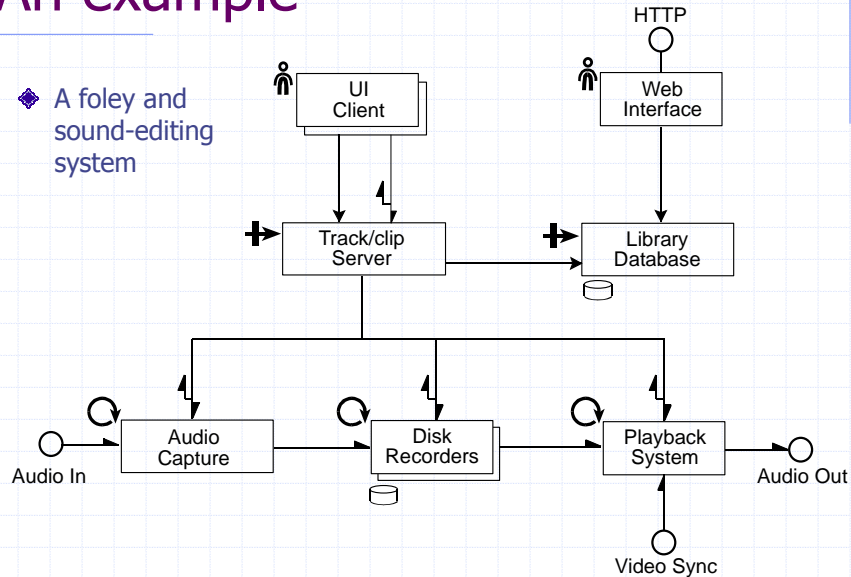 An example
A foley and
sound-editing
system
HTTP
UI
Client
Web
Interface
Track/clip
Server
Library
Database
Audio
Capture
Disk
Recorders
Playback
System
Audio In
Audio Out
Video Sync